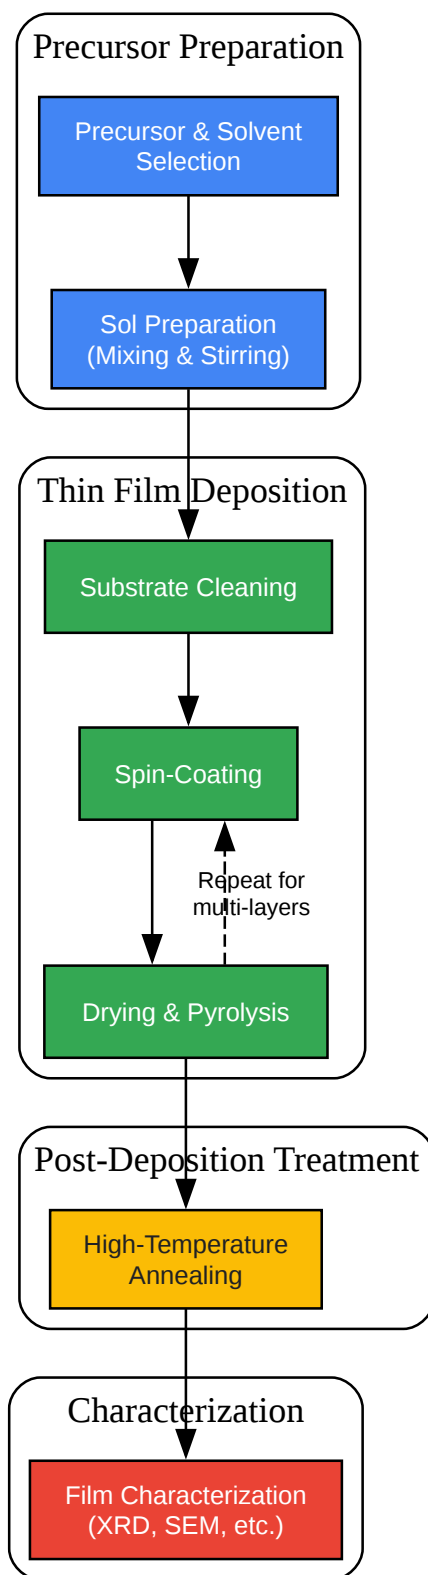 Precursor Preparation
Precursor & Solvent
Selection
Sol Preparation
(Mixing & Stirring)
Thin Film Deposition
Substrate Cleaning
Spin-Coating
Repeat for
multi-layers
Drying & Pyrolysis
Post-Deposition Treatment
High-Temperature
Annealing
Characterization
Film Characterization
(XRD, SEM, etc.)